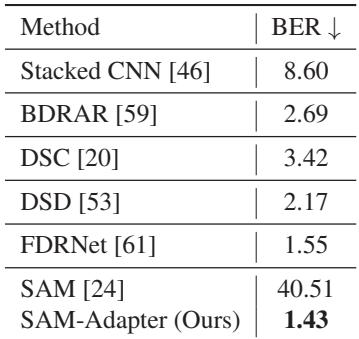 Method BER ↓
Stacked CNN [46] 8.60
BDRAR [59] 2.69
DSC [20] 3.42
DSD [53] 2.17
FDRNet [61] 1.55
SAM [24] 40.51
SAM-Adapter (Ours) 1.43